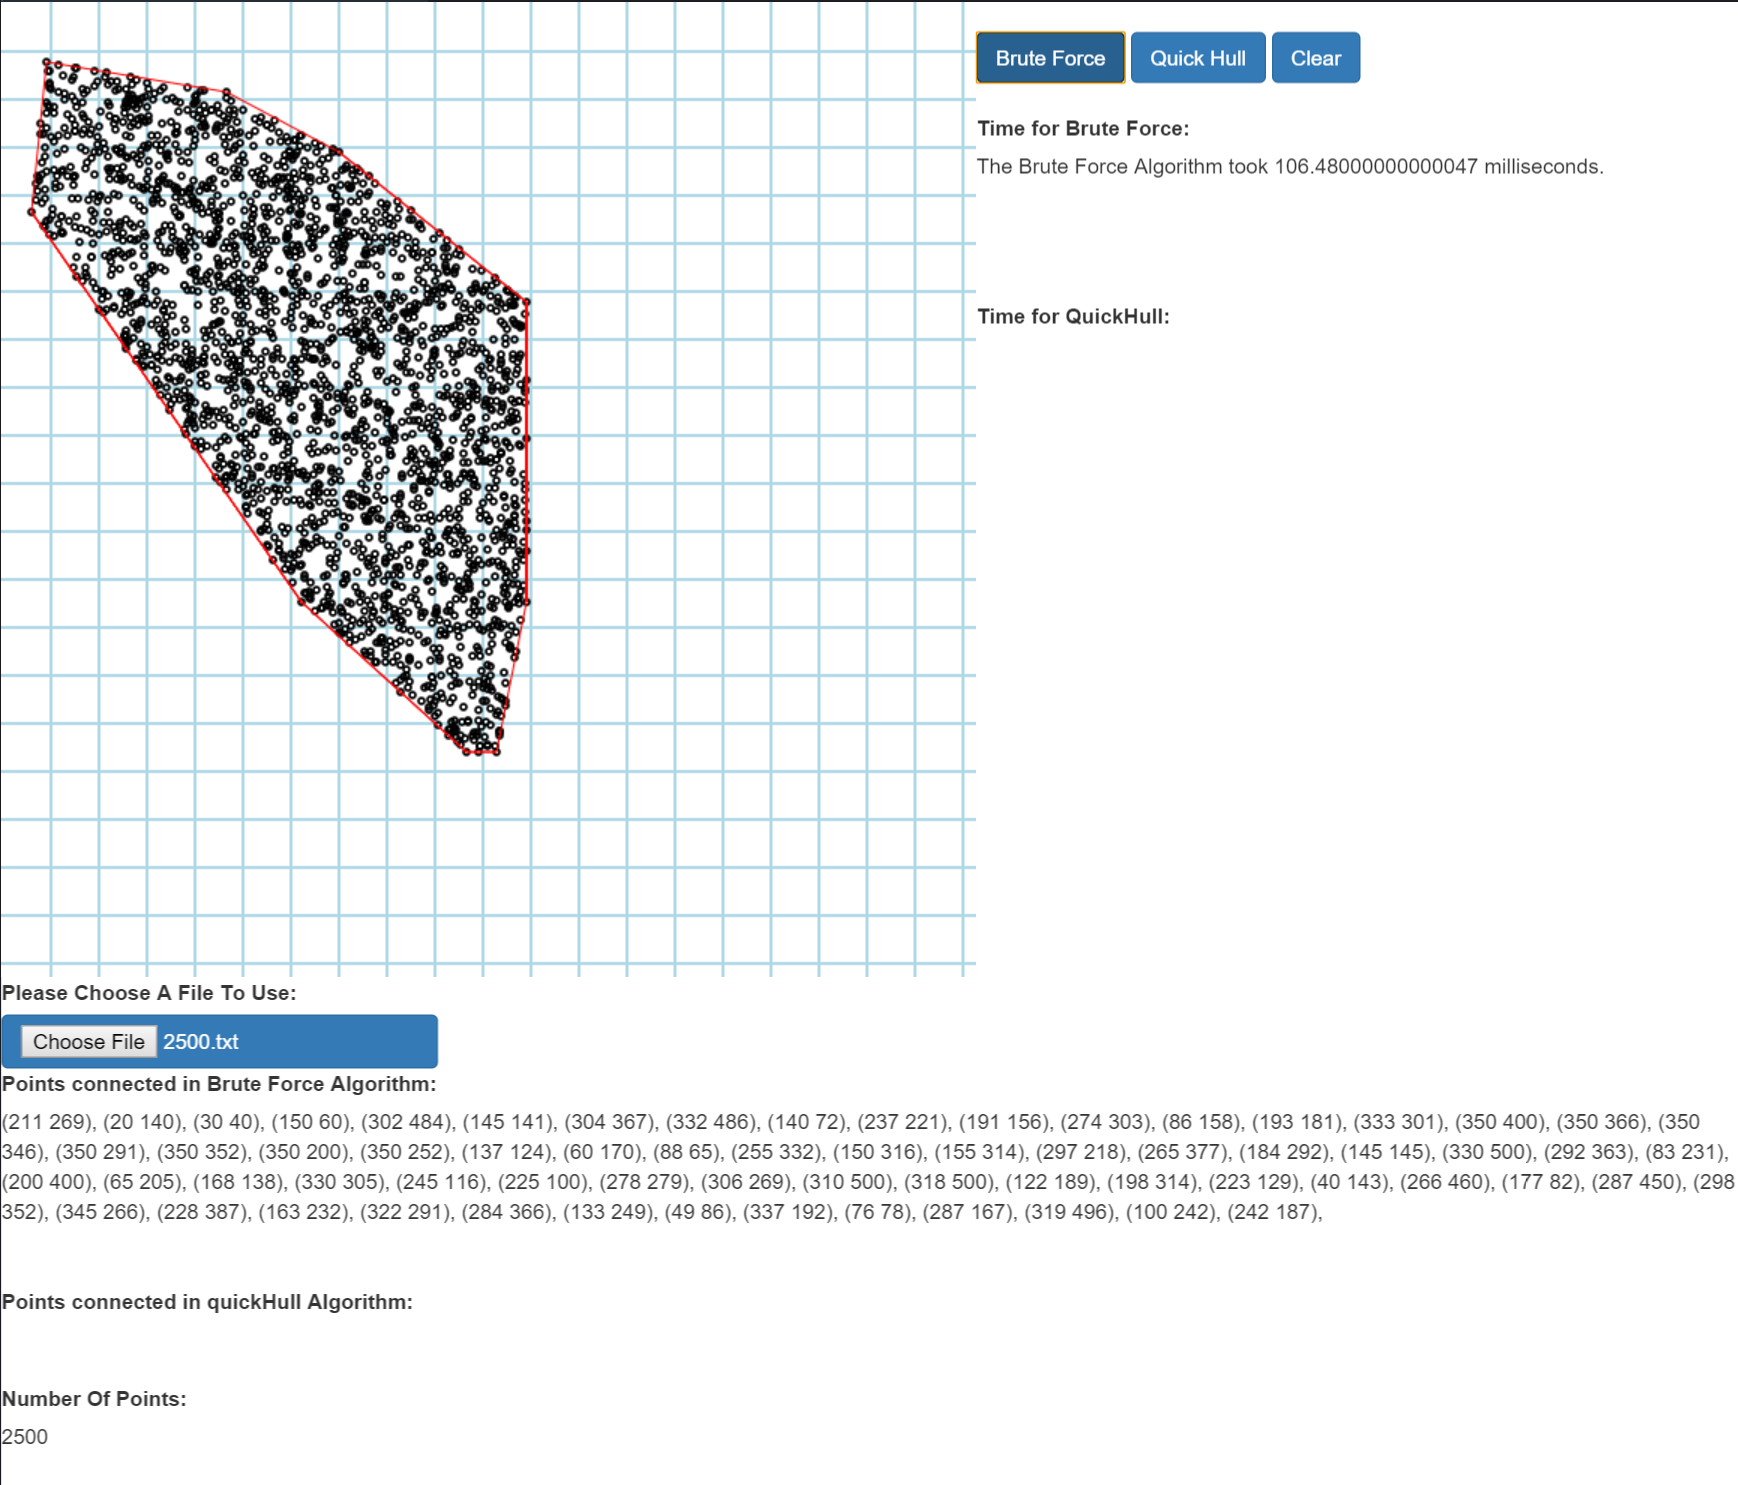 Brute Force Quick Hull Clear
Time for Brute Force:
The Brute Force Algorithm took 106.48000000000047 milliseconds.
Time for QuickHull:
Please Choose A File To Use:
Choose File 2500.txt
Points connected in Brute Force Algorithm:
(211 269), (20 140), (30 40), (150 60), (302 484), (145 141), (304 367), (332 486), (140 72), (237 221), (191 156), (274 303), (86 158), (193 181), (333 301), (350 400), (350 366), (350
346), (350 291), (350 352), (350 200), (350 252), (137 124), (60 170), (88 65), (255 332), (150 316), (155 314), (297 218), (265 377), (184 292), (145 145), (330 500), (292 363), (83 231),
(200 400), (65 205), (168 138), (330 305), (245 116), (225 100), (278 279), (306 269), (310 500), (318 500), (122 189), (198 314), (223 129), (40 143), (266 460), (177 82), (287 450), (298
352), (345 266), (228 387), (163 232), (322 291), (284 366), (133 249), (49 86), (337 192), (76 78), (287 167), (319 496), (100 242), (242 187),
Points connected in quickHull Algorithm:
Number Of Points:
2500